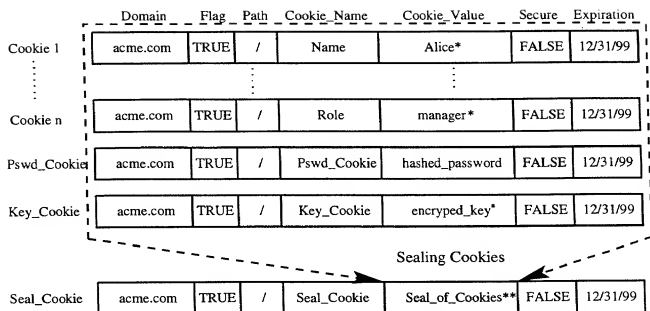 Domain Flag Path Cookie_Name Cookie_Value Secure Expiration
Cookie 1 acme.com TRUE / Name Alice* FALSE 12/31/99
Cookie n acme.com TRUE / Role manager* FALSE 12/31/99
Pswd_Cookie acme.com TRUE / Pswd_Cookie hashed_password FALSE 12/31/99
Key_Cookie acme.com TRUE / Key_Cookie encryped_key* FALSE 12/31/99
Sealing Cookies
Seal_Cookie acme.com TRUE / Seal_Cookie Seal_of_Cookies** FALSE 12/31/99